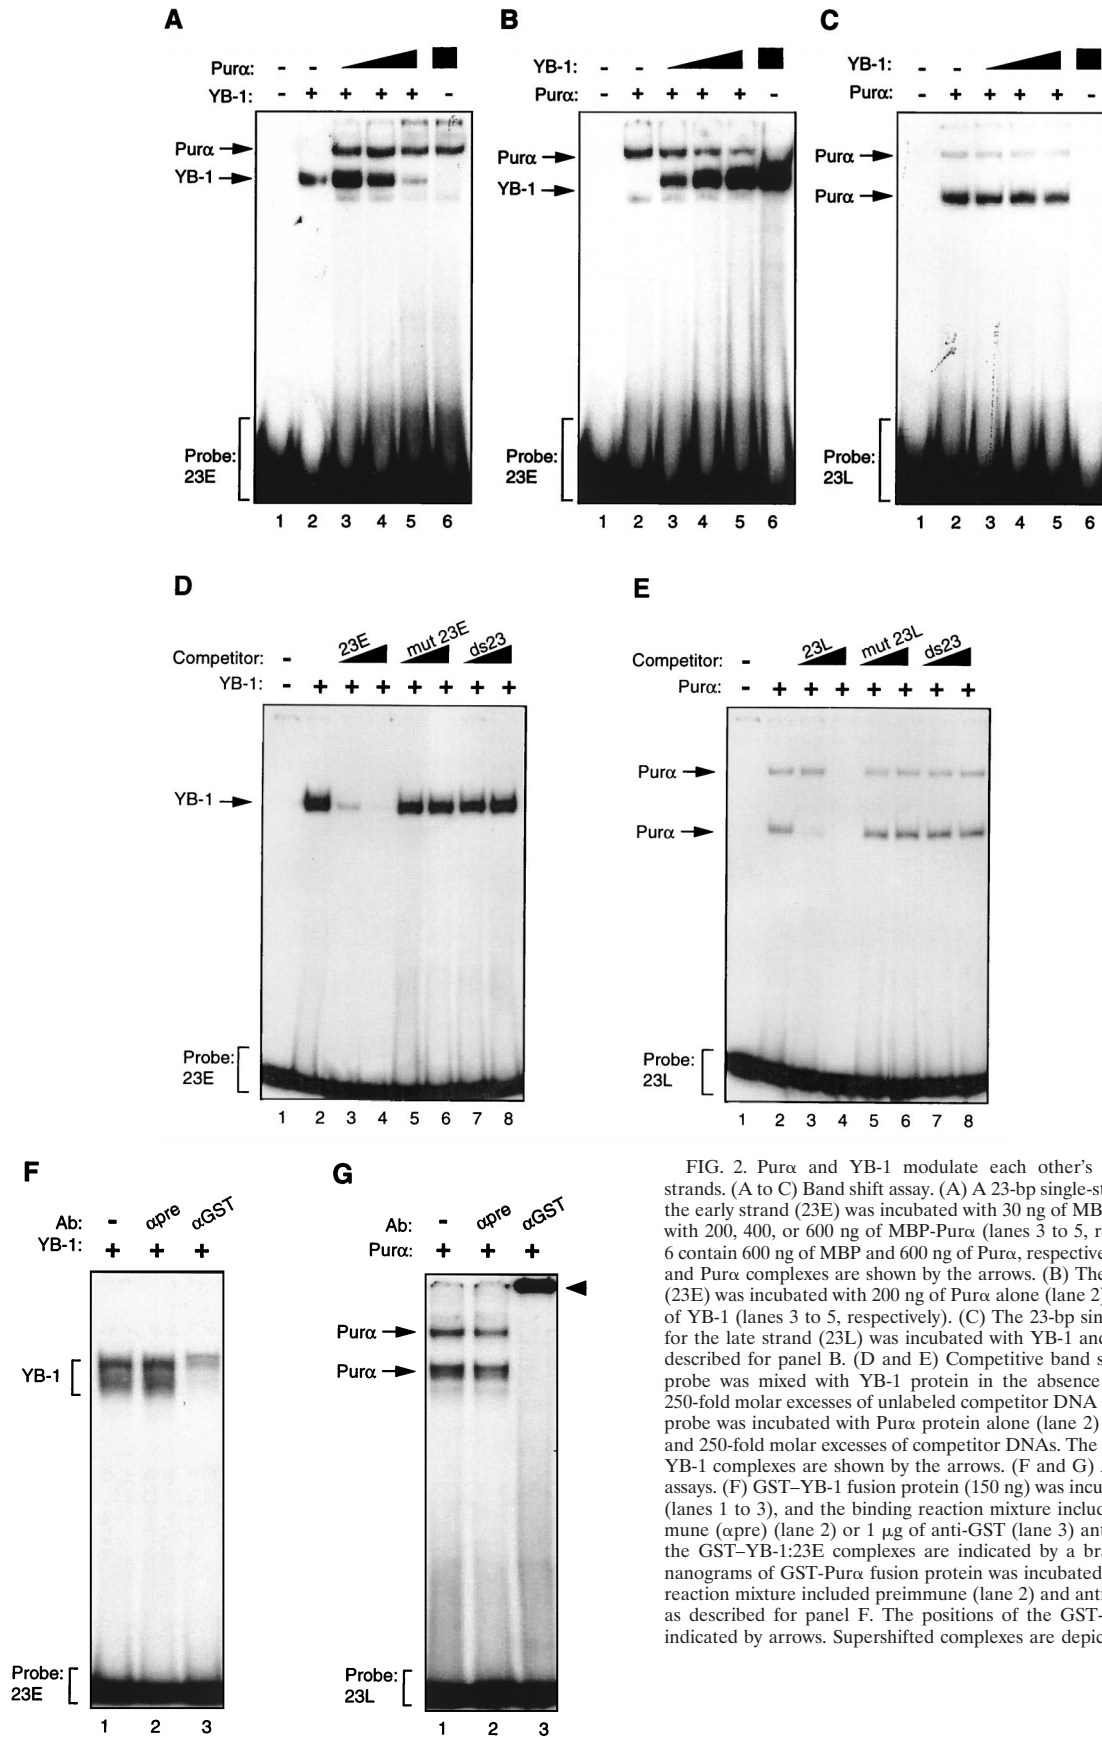 A
Purα: - -
YB-1: - + + + + -
Purα
YB-1
Probe:
23E
1 2 3 4 5 6
B
YB-1: - -
Purα: - + + + + -
Purα
YB-1
Probe:
23E
1 2 3 4 5 6
C
YB-1: - -
Purα: - + + + + -
Purα
Purα
Probe:
23L
1 2 3 4 5 6
D
Competitor: - 23E mut 23E ds23
YB-1: - + + + + + + +
YB-1
Probe:
23E
1 2 3 4 5 6 7 8
E
Competitor: - 23L mut 23L ds23
Purα: - + + + + + + +
Purα
Purα
Probe:
23L
1 2 3 4 5 6 7 8
F
Ab: - αpre αGST
YB-1: + + +
YB-1
Probe:
23E
1 2 3
G
Ab: - αpre αGST
Purα: + + +
Purα
Purα
Probe:
23L
1 2 3
FIG. 2. Purα and YB-1 modulate each other's
strands. (A to C) Band shift assay. (A) A 23-bp single-st
the early strand (23E) was incubated with 30 ng of MB
with 200, 400, or 600 ng of MBP-Purα (lanes 3 to 5, r
6 contain 600 ng of MBP and 600 ng of Purα, respective
and Purα complexes are shown by the arrows. (B) The
(23E) was incubated with 200 ng of Purα alone (lane 2)
of YB-1 (lanes 3 to 5, respectively). (C) The 23-bp sin
for the late strand (23L) was incubated with YB-1 and
described for panel B. (D and E) Competitive band s
probe was mixed with YB-1 protein in the absence
250-fold molar excesses of unlabeled competitor DNA
probe was incubated with Purα protein alone (lane 2)
and 250-fold molar excesses of competitor DNAs. The
YB-1 complexes are shown by the arrows. (F and G)
assays. (F) GST–YB-1 fusion protein (150 ng) was incu
(lanes 1 to 3), and the binding reaction mixture includ
mune (αpre) (lane 2) or 1 μg of anti-GST (lane 3) ant
the GST–YB-1:23E complexes are indicated by a bra
nanograms of GST-Purα fusion protein was incubated
reaction mixture included preimmune (lane 2) and ant
as described for panel F. The positions of the GST-
indicated by arrows. Supershifted complexes are depic